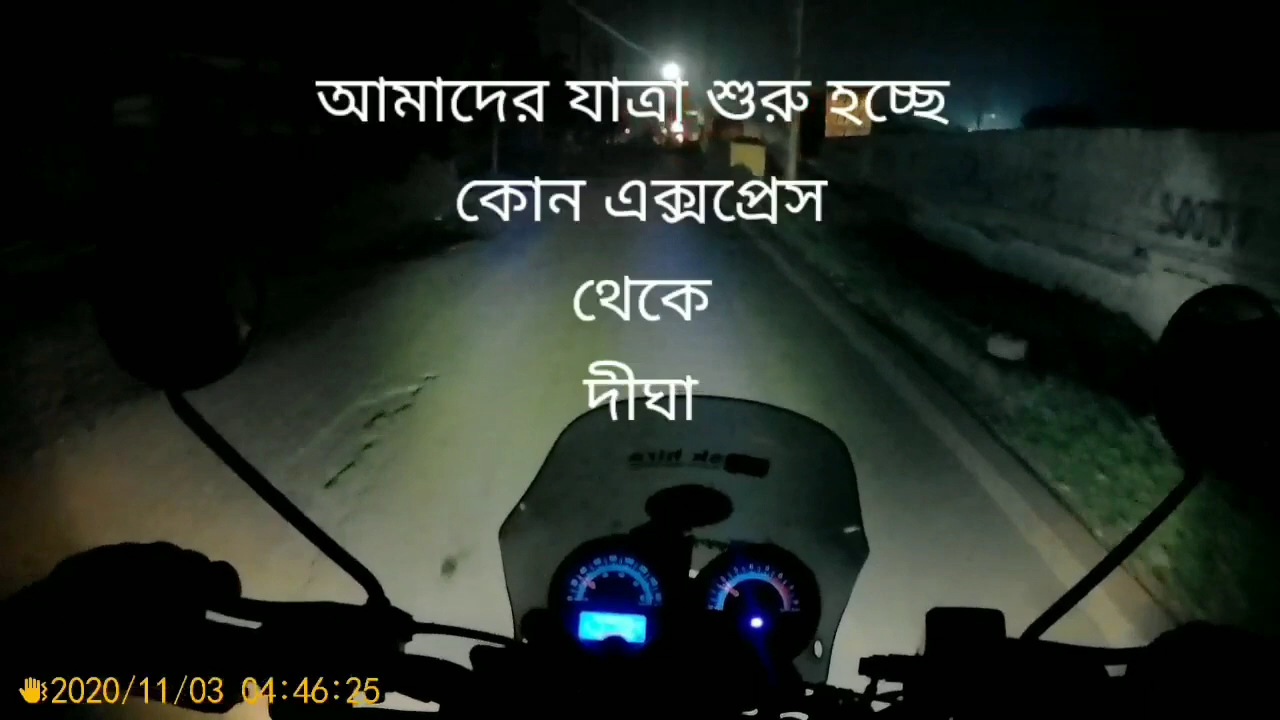 আমাদের যাত্রা শুরু হচ্ছে
কোন এক্সপ্রেস
থেকে
দীঘা
2020/11/03 04:46:25